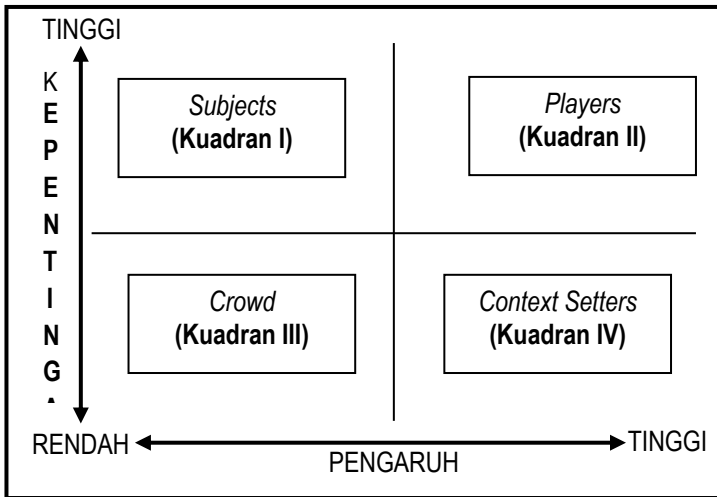 TINGGI
K
E
P
E
N
T
I
N
G
Subjects
(Kuadran I)
Players
(Kuadran II)
Crowd
(Kuadran III)
Context Setters
(Kuadran IV)
RENDAH
TINGGI
PENGARUH